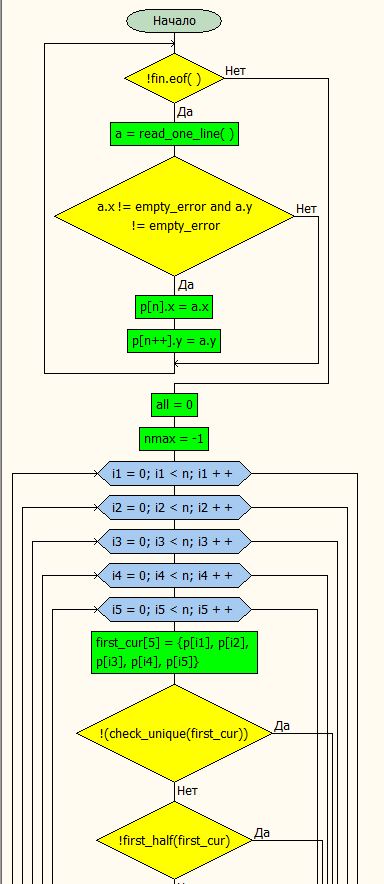 Начало
!fin.eof( )
Нет
Да
a = read_one_line( )
a.x != empty_error and a.y
!= empty_error
Нет
Да
p[n].x = a.x
p[n++].y = a.y
all = 0
nmax = -1
i1 = 0; i1 < n; i1 + +
i2 = 0; i2 < n; i2 + +
i3 = 0; i3 < n; i3 + +
i4 = 0; i4 < n; i4 + +
i5 = 0; i5 < n; i5 + +
first_cur[5] = {p[i1], p[i2],
p[i3], p[i4], p[i5]}
!(check_unique(first_cur))
Да
Нет
!first_half(first_cur)
Да